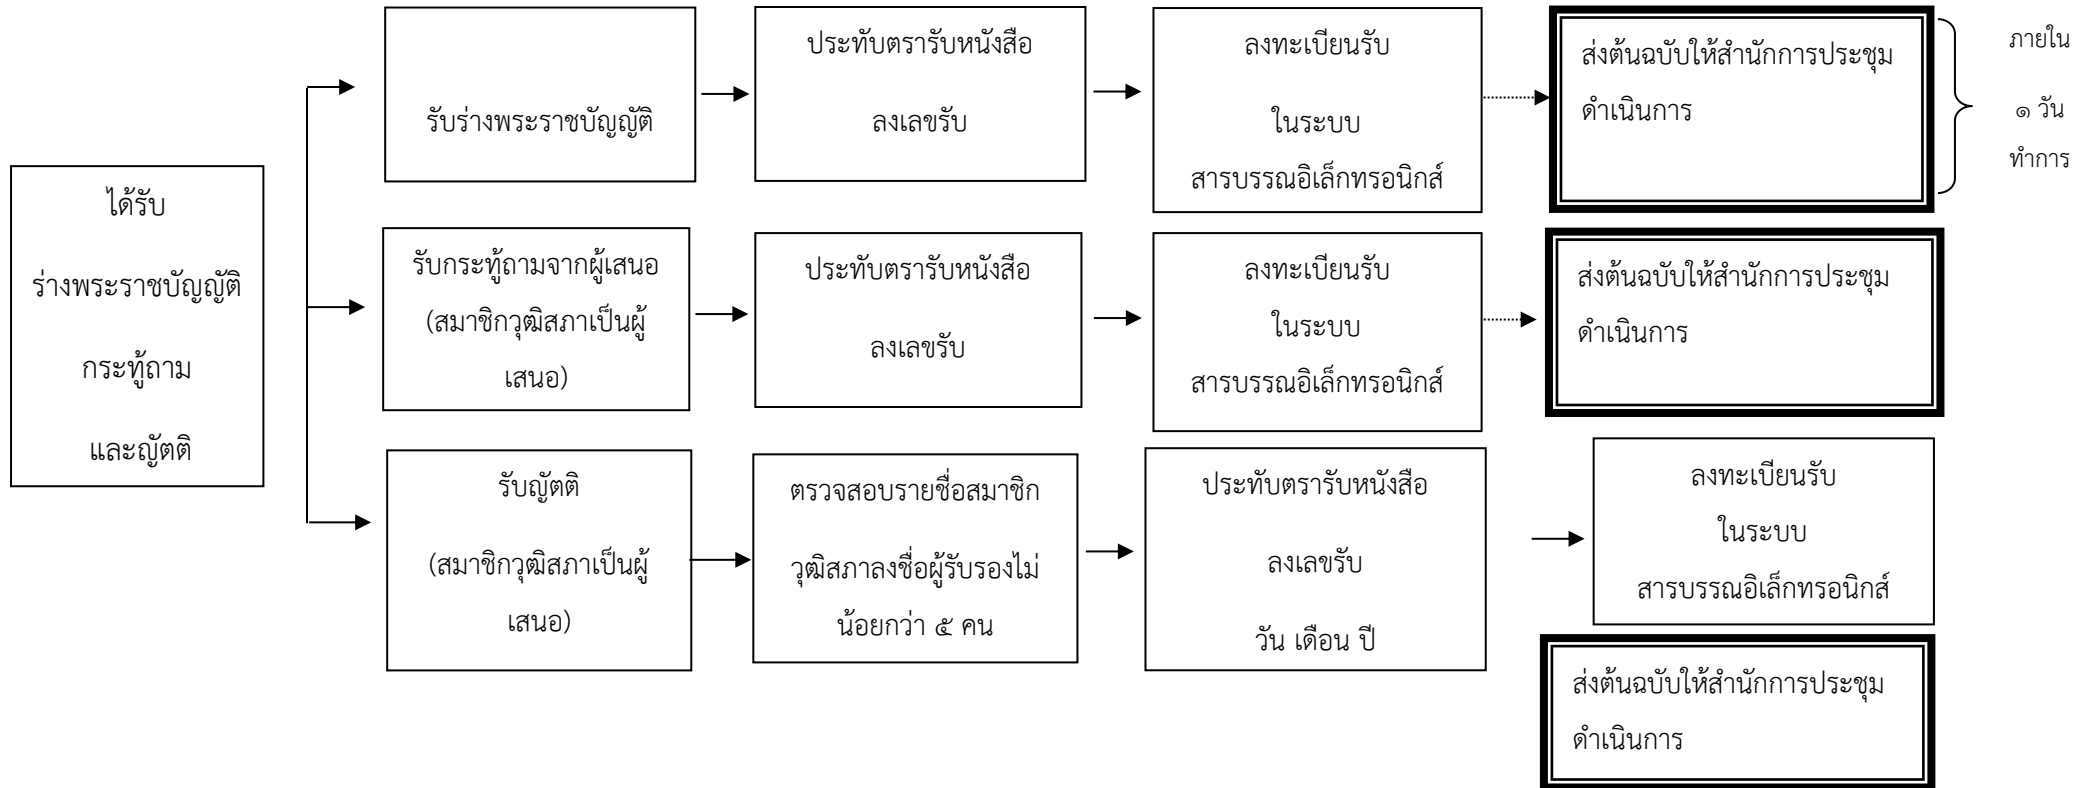 ได้รับ
ร่างพระราชบัญญัติ
กระทู้ถาม
และญัตติ
รับร่างพระราชบัญญัติ
ประทับตรารับหนังสือ
ลงเลขรับ
ลงทะเบียนรับ
ในระบบ
สารบรรณอิเล็กทรอนิกส์
ส่งต้นฉบับให้สำนักการประชุม
ดำเนินการ
ภายใน
๑ วัน
ทำการ
รับกระทู้ถามจากผู้เสนอ
(สมาชิกวุฒิสภาเป็นผู้
เสนอ)
ประทับตรารับหนังสือ
ลงเลขรับ
ลงทะเบียนรับ
ในระบบ
สารบรรณอิเล็กทรอนิกส์
ส่งต้นฉบับให้สำนักการประชุม
ดำเนินการ
รับญัตติ
(สมาชิกวุฒิสภาเป็นผู้
เสนอ)
ตรวจสอบรายชื่อสมาชิก
วุฒิสภาลงชื่อผู้รับรองไม่
น้อยกว่า ๕ คน
ประทับตรารับหนังสือ
ลงเลขรับ
วัน เดือน ปี
ลงทะเบียนรับ
ในระบบ
สารบรรณอิเล็กทรอนิกส์
ส่งต้นฉบับให้สำนักการประชุม
ดำเนินการ